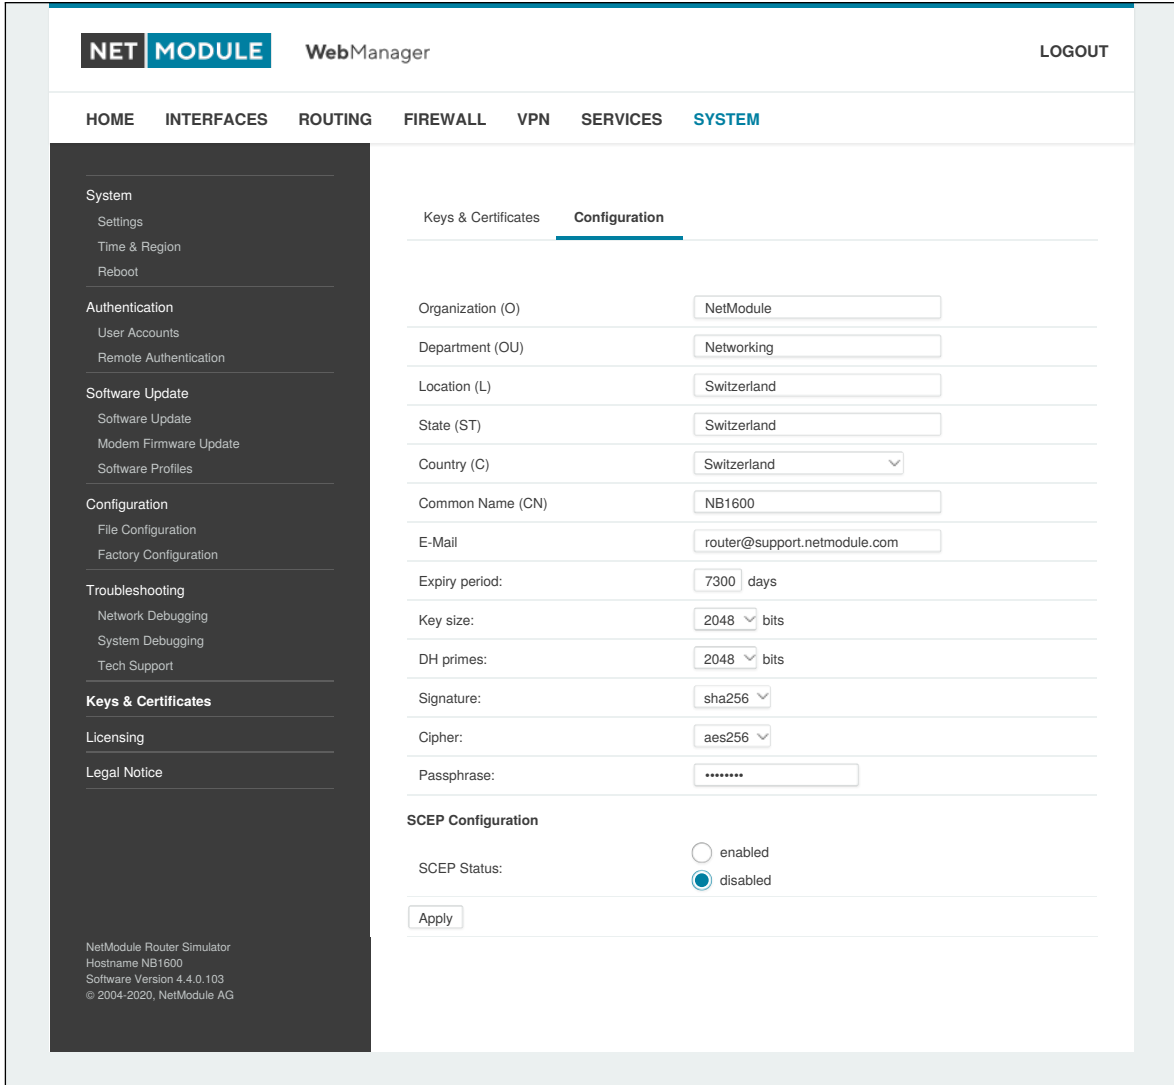 NET MODULE WebManager LOGOUT
HOME INTERFACES ROUTING FIREWALL VPN SERVICES SYSTEM
System
Settings
Time & Region
Reboot
Authentication
User Accounts
Remote Authentication
Software Update
Software Update
Modem Firmware Update
Software Profiles
Configuration
File Configuration
Factory Configuration
Troubleshooting
Network Debugging
System Debugging
Tech Support
Keys & Certificates
Licensing
Legal Notice
NetModule Router Simulator
Hostname NB1600
Software Version 4.4.0.103
© 2004-2020, NetModule AG
Keys & Certificates Configuration
Organization (O) NetModule
Department (OU) Networking
Location (L) Switzerland
State (ST) Switzerland
Country (C) Switzerland
Common Name (CN) NB1600
E-Mail router@support.netmodule.com
Expiry period: 7300 days
Key size: 2048 bits
DH primes: 2048 bits
Signature: sha256
Cipher: aes256
Passphrase: ••••••••
SCEP Configuration
SCEP Status: enabled
disabled
Apply